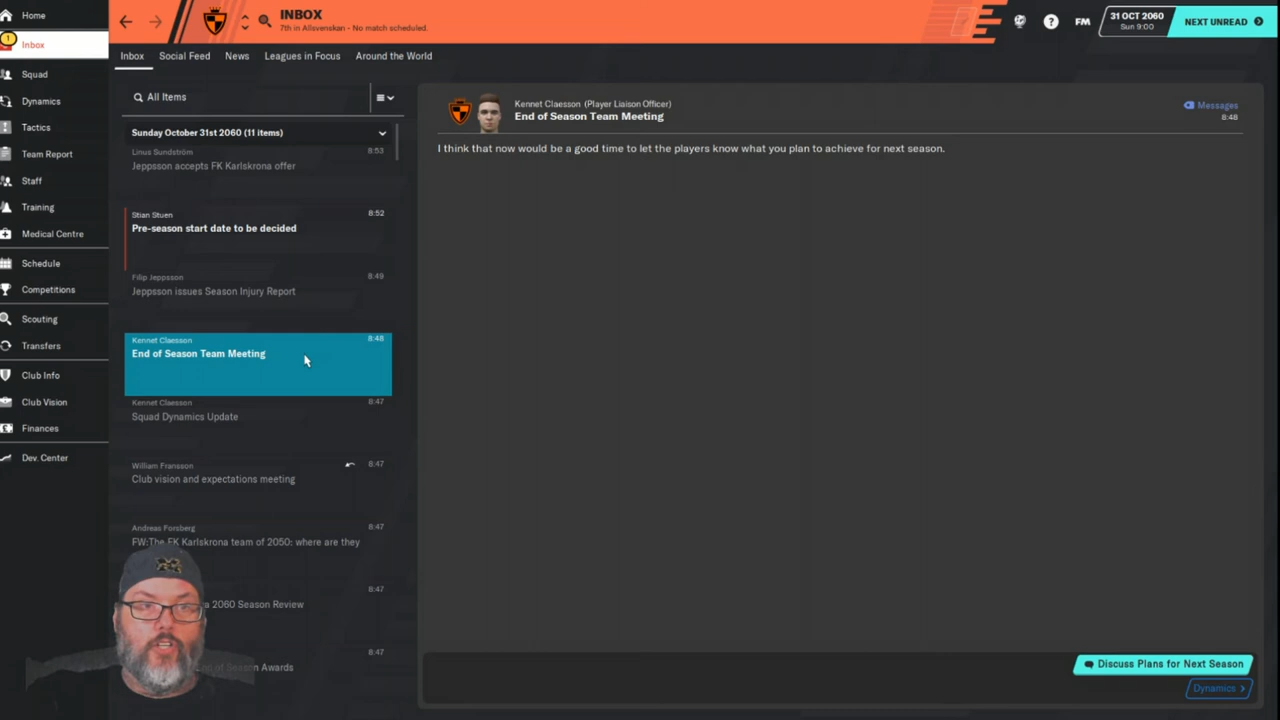 Home
Inbox
Squad
Dynamics
Tactics
Team Report
Staff
Training
Medical Centre
Schedule
Competitions
Scouting
Transfers
Club Info
Club Vision
Finances
Dev. Center
INBOX
7th in Allsvenskan - No match scheduled.
?
FM
31 OCT 2060
Sun 9:00
NEXT UNREAD
Inbox Social Feed News Leagues in Focus Around the World
All Items
Sunday October 31st 2060 (11 items)
Linus Sundström 8:53
Jeppsson accepts FK Karlskrona offer
Stian Stuen 8:52
Pre-season start date to be decided
Filip Jeppsson 8:49
Jeppsson issues Season Injury Report
Kennet Claesson 8:48
End of Season Team Meeting
Kennet Claesson 8:47
Squad Dynamics Update
William Fransson 8:47
Club vision and expectations meeting
Andreas Forsberg 8:47
FW:The FK Karlskrona team of 2050: where are they
8:47
2060 Season Review
8:47
End of Season Awards
Kennet Claesson (Player Liaison Officer)
End of Season Team Meeting
Messages
8:48
I think that now would be a good time to let the players know what you plan to achieve for next season.
Discuss Plans for Next Season
Dynamics